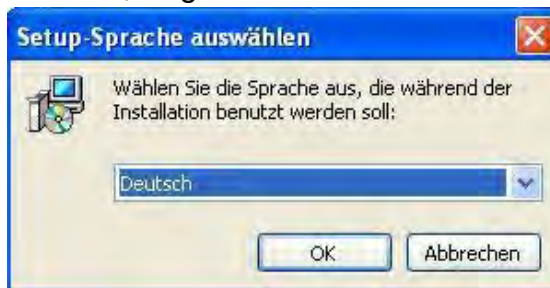 Setup-Sprache auswählen
Wählen Sie die Sprache aus, die während der
Installation benutzt werden soll:
Deutsch
OK
Abbrechen